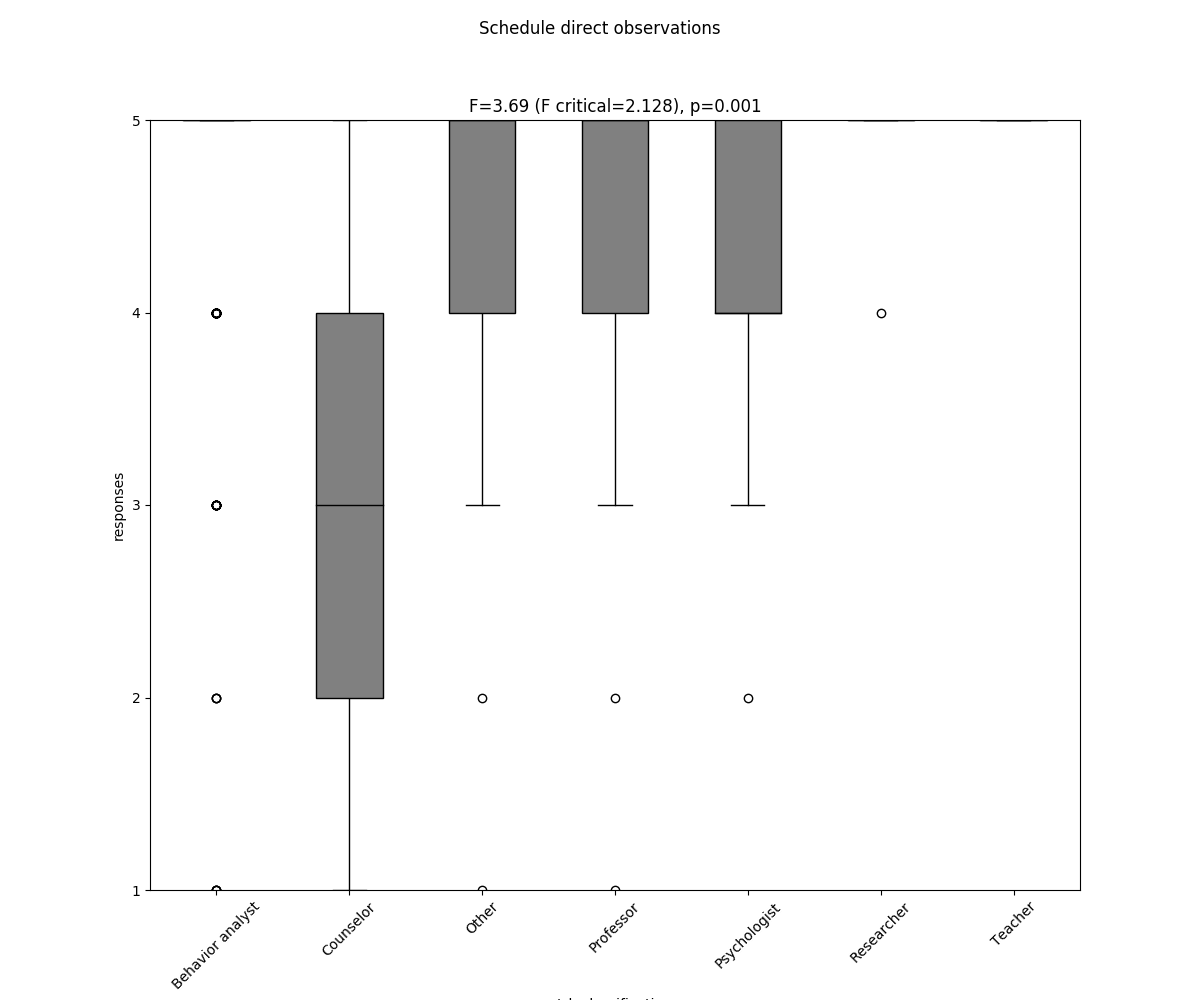 Schedule direct observations
F=3.69 (F critical=2.128), p=0.001
5
4
3
2
1
responses
Behavior analyst
Counselor
Other
Professor
Psychologist
Researcher
Teacher